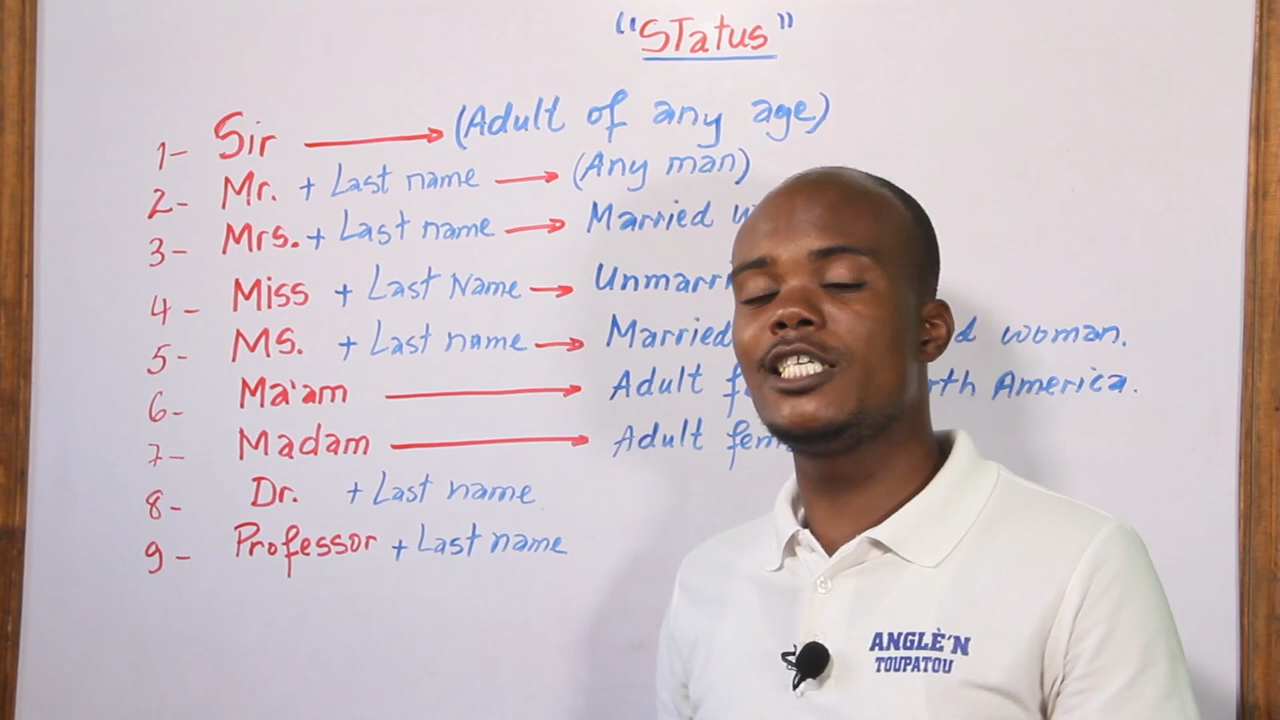 "STatus"
1- Sir → (Adult of any age)
2- Mr. + Last name → (Any man)
3- Mrs. + Last name → Married
4- Miss + Last Name →
5- MS. + Last name → Married woman.
6- Ma'am → Adult America.
7- Madam → Adult
8- Dr. + Last name
9- Professor + Last name
ANGLÈ'N
TOUPATOU